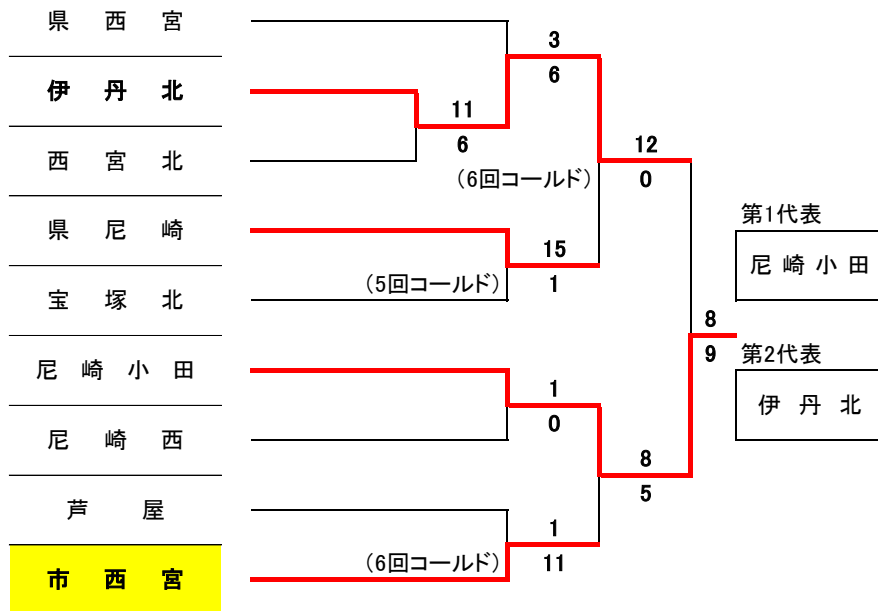 県西宮
伊丹北
西宮北
県尼崎
宝塚北
尼崎小田
尼崎西
芦屋
市西宮
11
6
3
6
(6回コールド)
15
(5回コールド)
1
12
0
1
0
1
(6回コールド)
11
8
5
8
9
第1代表
尼崎小田
第2代表
伊丹北